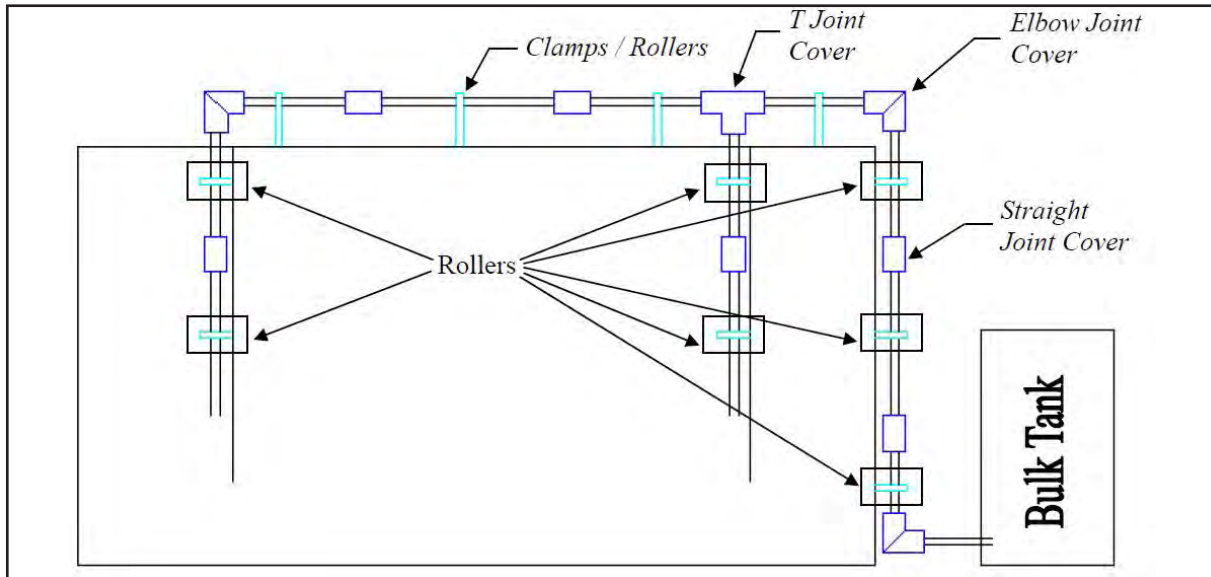 Clamps / Rollers
T Joint
Cover
Elbow Joint
Cover
Straight
Joint Cover
Rollers
Bulk Tank